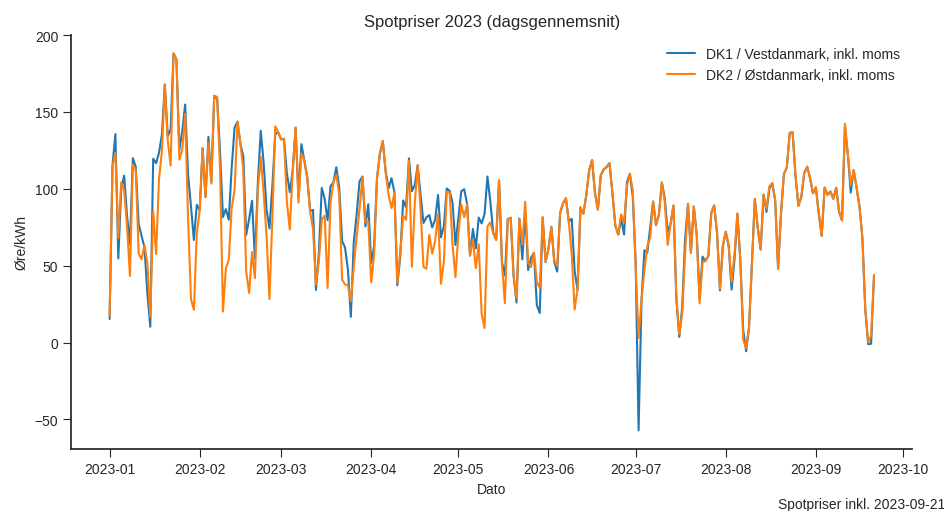 Spotpriser 2023 (dagsgennemsnit)
DK1 / Vestdanmark, inkl. moms
DK2 / Østdanmark, inkl. moms
Øre/kWh
200
150
100
50
0
−50
2023-01 2023-02 2023-03 2023-04 2023-05 2023-06 2023-07 2023-08 2023-09 2023-10
Dato
Spotpriser inkl. 2023-09-21